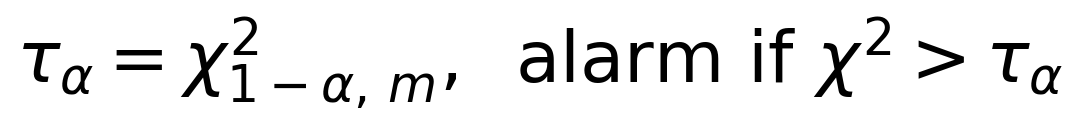 τ_α = χ²_{1 − α, m}, alarm if χ² > τ_α